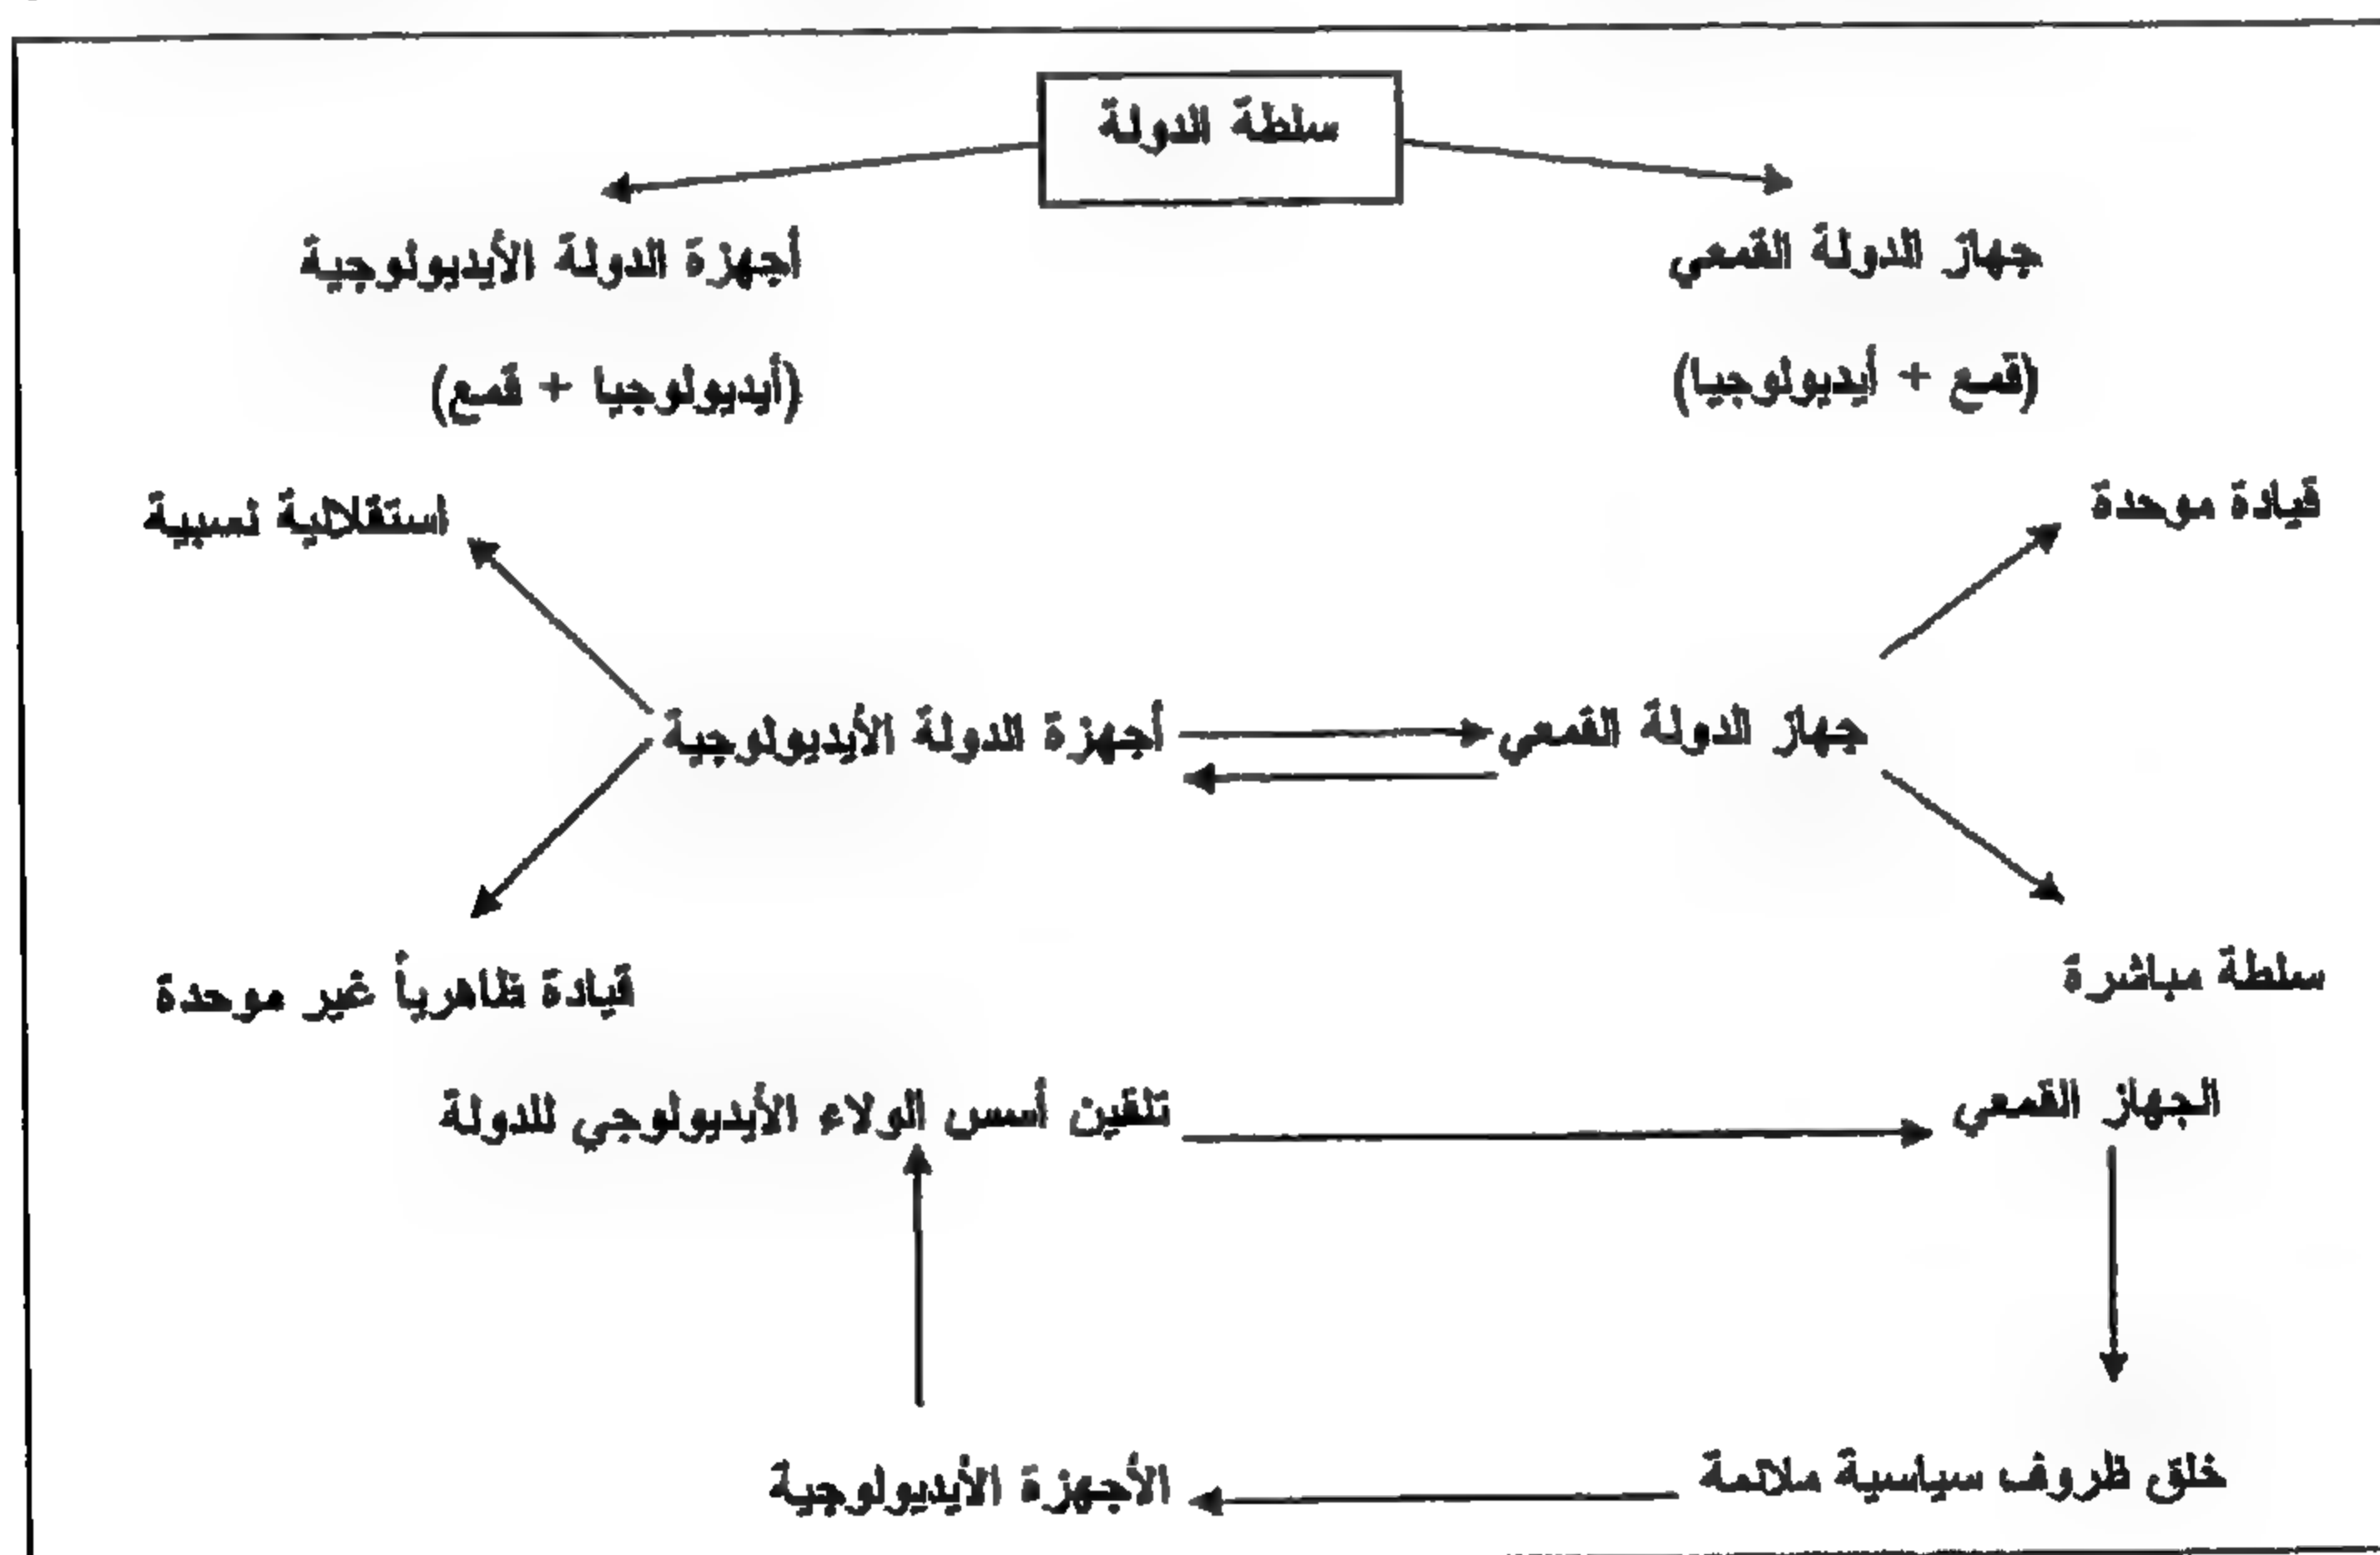 سلطة الدولة
جهاز الدولة القمعي
أجهزة الدولة الأيديولوجية
(قمع + أيديولوجيا)
(أيديولوجيا + قمع)
قيادة موحدة
استقلالية نسبية
جهاز الدولة القمعي
أجهزة الدولة الأيديولوجية
سلطة مباشرة
قيادة ظاهرياً غير موحدة
الجهاز القمعي
تلقين أسس الولاء الأيديولوجي للدولة
خلق ظروف سياسية ملائمة
الأجهزة الأيديولوجية